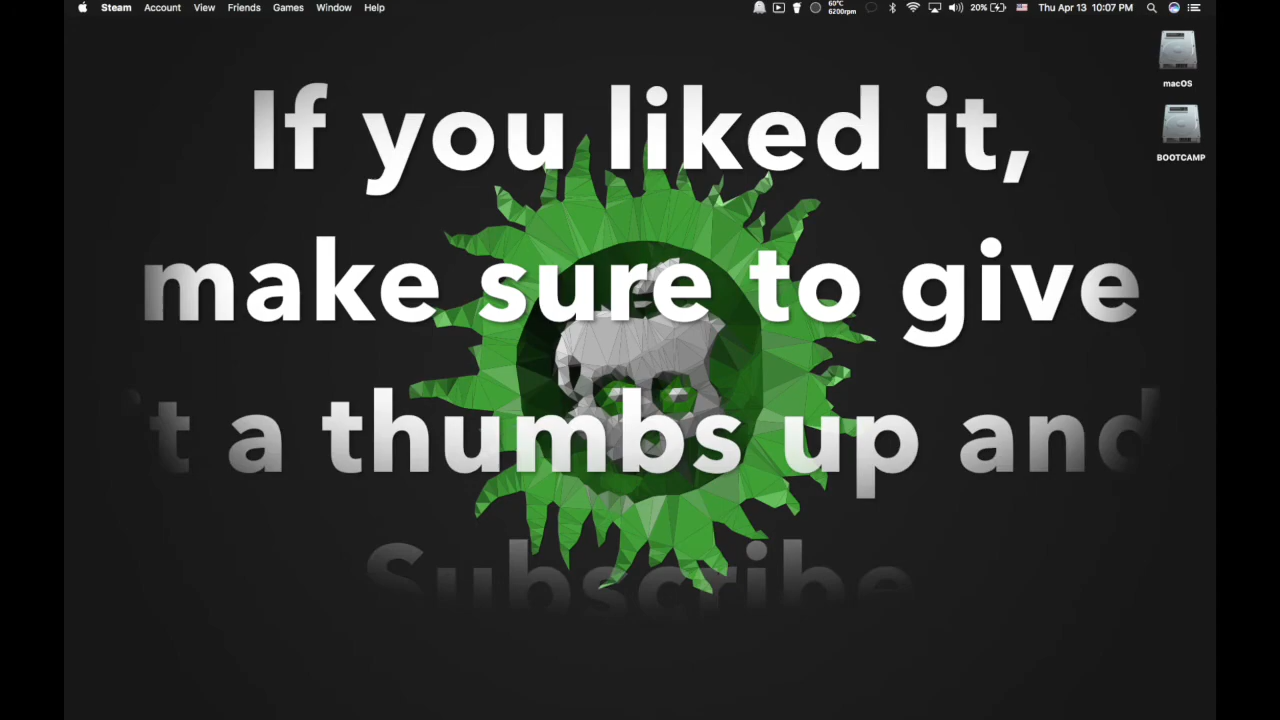 Steam Account View Friends Games Window Help 60°C 6200rpm 20% Thu Apr 13 10:07 PM
macOS
BOOTCAMP
If you liked it,
make sure to give
't a thumbs up and
Subscribe